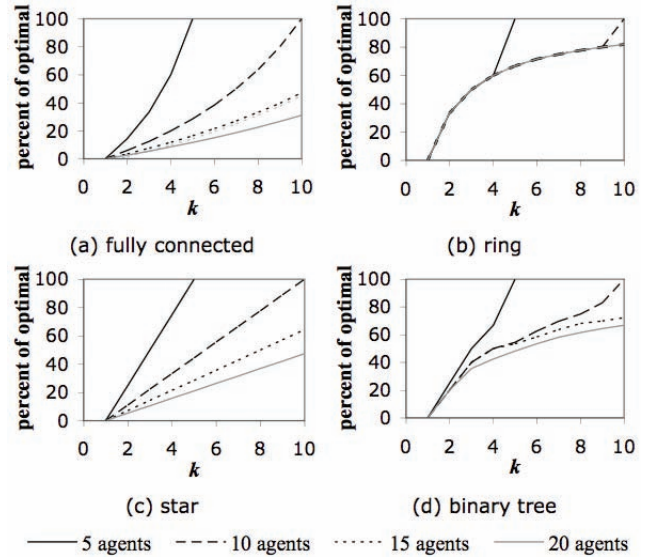 percent of optimal
100
80
60
40
20
0
0 2 4 6 8 10
k
(a) fully connected
percent of optimal
100
80
60
40
20
0
0 2 4 6 8 10
k
(b) ring
percent of optimal
100
80
60
40
20
0
0 2 4 6 8 10
k
(c) star
percent of optimal
100
80
60
40
20
0
0 2 4 6 8 10
k
(d) binary tree
5 agents 10 agents 15 agents 20 agents